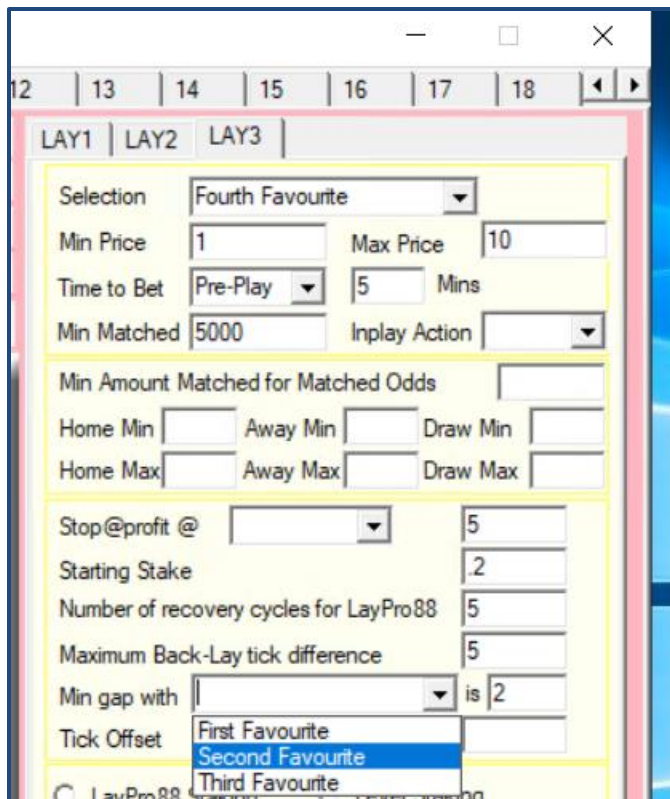 12 13 14 15 16 17 18
LAY1 LAY2 LAY3
Selection Fourth Favourite
Min Price 1 Max Price 10
Time to Bet Pre-Play 5 Mins
Min Matched 5000 Inplay Action
Min Amount Matched for Matched Odds
Home Min Away Min Draw Min
Home Max Away Max Draw Max
Stop@profit @ 5
Starting Stake .2
Number of recovery cycles for LayPro88 5
Maximum Back-Lay tick difference 5
Min gap with is 2
Tick Offset First Favourite
Second Favourite
Third Favourite
LayPro88